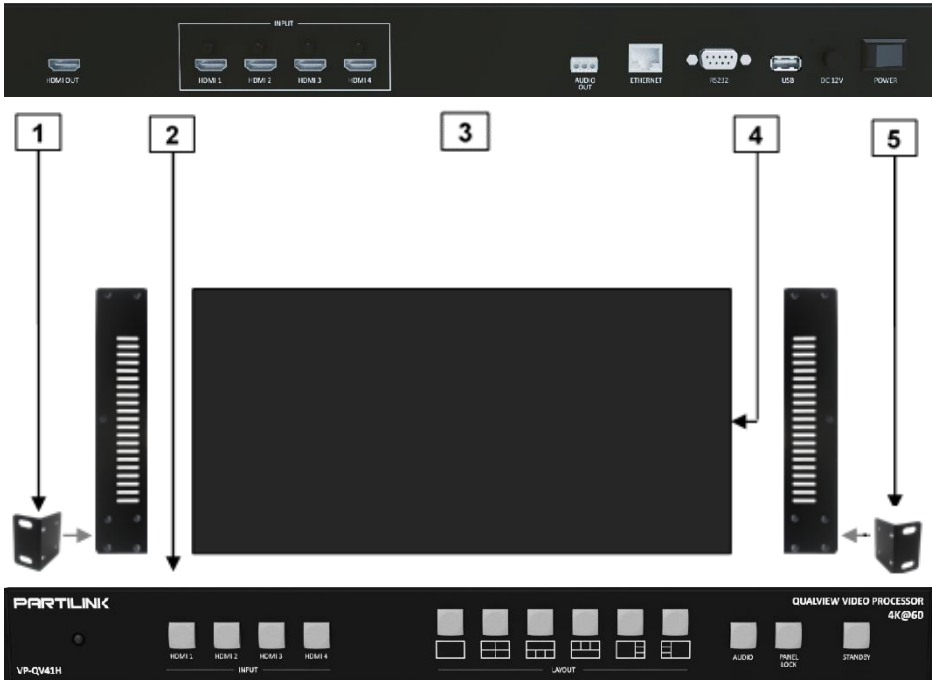 INPUT
HDMI OUT
HDMI 1
HDMI 2
HDMI 3
HDMI 4
AUDIO
OUT
ETHERNET
RS232
USB
DC 12V
POWER
1
2
3
4
5
PARTILINK
QUALVIEW VIDEO PROCESSOR
4K@60
HDMI 1
HDMI 2
HDMI 3
HDMI 4
INPUT
LAYOUT
AUDIO
PANEL
LOCK
STANDBY
VP-QV41H